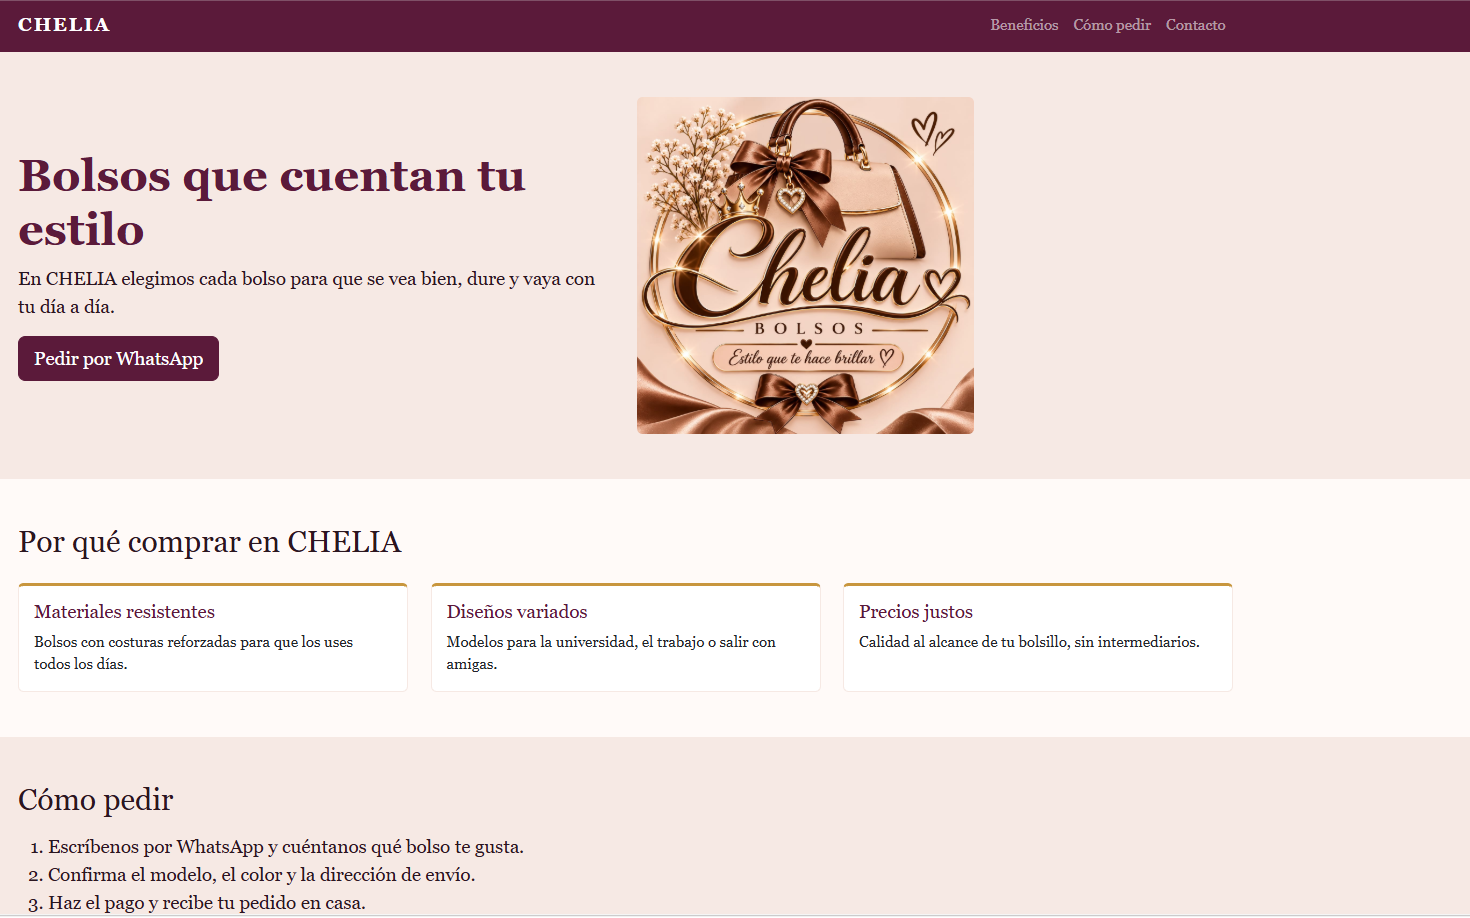 CHELIA
Beneficios Cómo pedir Contacto
Bolsos que cuentan tu
estilo
En CHELIA elegimos cada bolso para que se vea bien, dure y vaya con
tu día a día.
Pedir por WhatsApp
Chelia
BOLSOS
Estilo que te hace brillar
Por qué comprar en CHELIA
Materiales resistentes
Bolsos con costuras reforzadas para que los uses
todos los días.
Diseños variados
Modelos para la universidad, el trabajo o salir con
amigas.
Precios justos
Calidad al alcance de tu bolsillo, sin intermediarios.
Cómo pedir
1. Escríbenos por WhatsApp y cuéntanos qué bolso te gusta.
2. Confirma el modelo, el color y la dirección de envío.
3. Haz el pago y recibe tu pedido en casa.